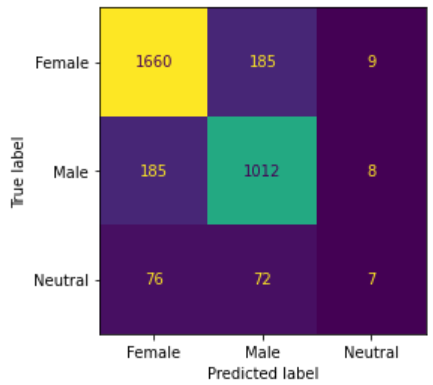 Female 1660 185 9
Male 185 1012 8
Neutral 76 72 7
Female Male Neutral
Predicted label
True label